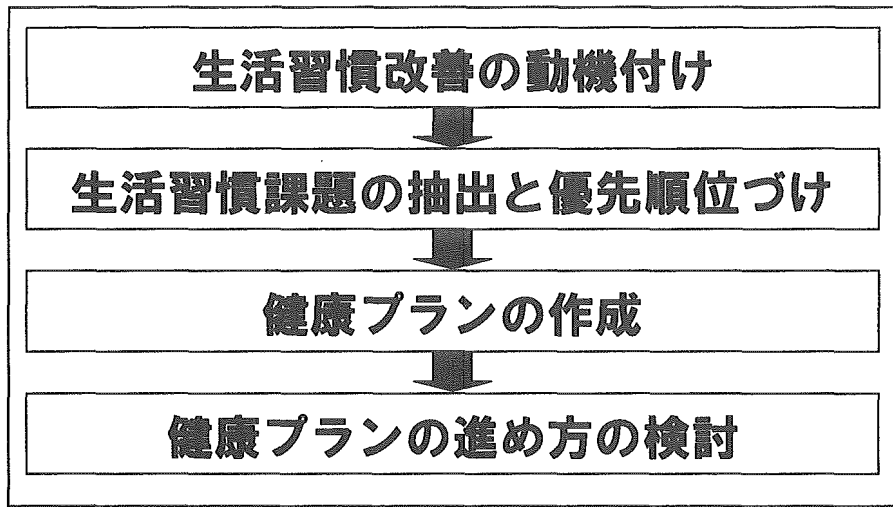 生活習慣改善の動機付け
生活習慣課題の抽出と優先順位づけ
健康プランの作成
健康プランの進め方の検討